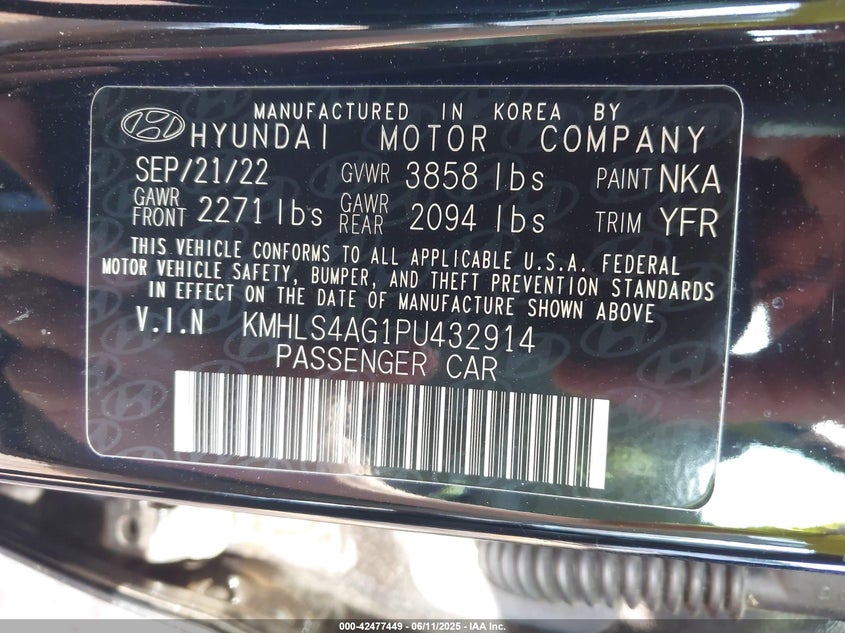 MANUFACTURED IN KOREA BY
HYUNDAI MOTOR COMPANY
SEP/21/22 GVWR 3858 lbs PAINT NKA
GAWR FRONT 2271 lbs GAWR REAR 2094 lbs TRIM YFR
THIS VEHICLE CONFORMS TO ALL APPLICABLE U.S.A. FEDERAL
MOTOR VEHICLE SAFETY, BUMPER, AND THEFT PREVENTION STANDARDS
IN EFFECT ON THE DATE OF MANUFACTURE SHOWN ABOVE
V.I.N KMHLS4AG1PU432914
PASSENGER CAR
000-42477449 - 06/11/2025 - IAA Inc.